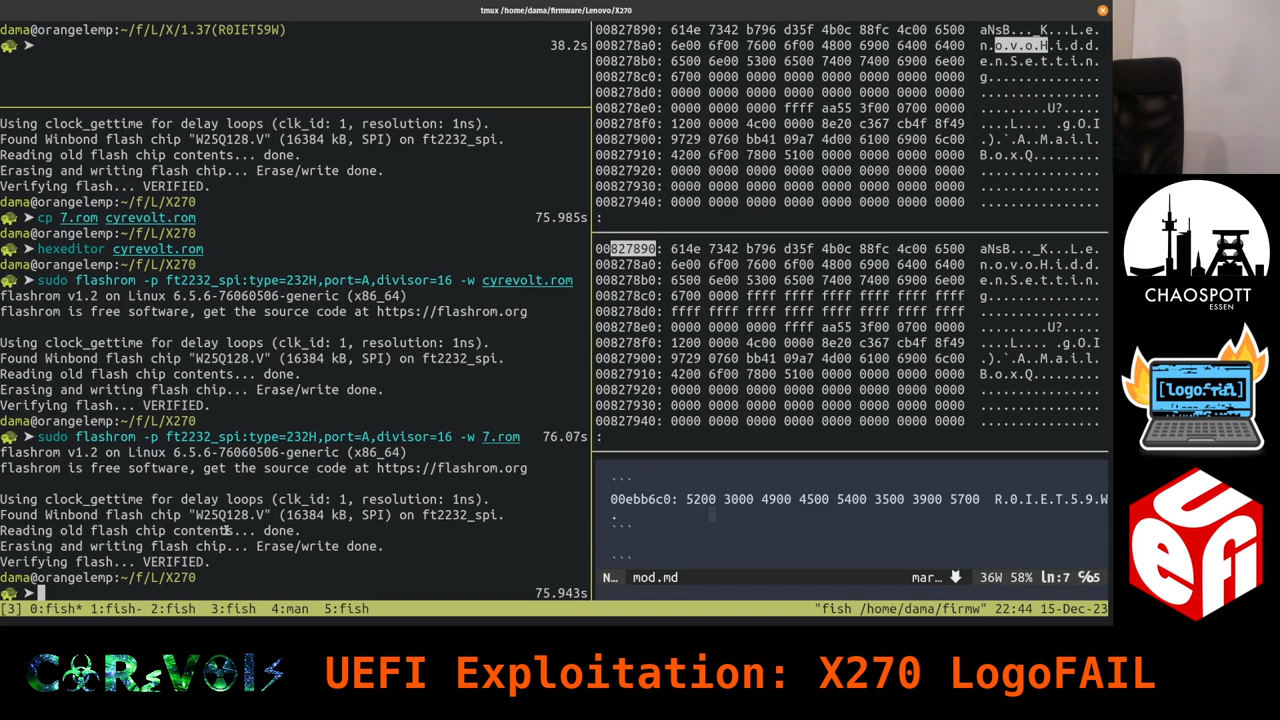 tmux /home/dama/firmware/Lenovo/X270
dama@orangelemp:~/f/L/X/1.37(R0IET59W)
➤ 38.2s
Using clock_gettime for delay loops (clk_id: 1, resolution: 1ns).
Found Winbond flash chip "W25Q128.V" (16384 kB, SPI) on ft2232_spi.
Reading old flash chip contents... done.
Erasing and writing flash chip... Erase/write done.
Verifying flash... VERIFIED.
dama@orangelemp:~/f/L/X270
➤ cp 7.rom cyrevolt.rom 75.985s
dama@orangelemp:~/f/L/X270
➤ hexeditor cyrevolt.rom
dama@orangelemp:~/f/L/X270
➤ sudo flashrom -p ft2232_spi:type=232H,port=A,divisor=16 -w cyrevolt.rom
flashrom v1.2 on Linux 6.5.6-76060506-generic (x86_64)
flashrom is free software, get the source code at https://flashrom.org
Using clock_gettime for delay loops (clk_id: 1, resolution: 1ns).
Found Winbond flash chip "W25Q128.V" (16384 kB, SPI) on ft2232_spi.
Reading old flash chip contents... done.
Erasing and writing flash chip... Erase/write done.
Verifying flash... VERIFIED.
dama@orangelemp:~/f/L/X270
➤ sudo flashrom -p ft2232_spi:type=232H,port=A,divisor=16 -w 7.rom 76.07s
flashrom v1.2 on Linux 6.5.6-76060506-generic (x86_64)
flashrom is free software, get the source code at https://flashrom.org
Using clock_gettime for delay loops (clk_id: 1, resolution: 1ns).
Found Winbond flash chip "W25Q128.V" (16384 kB, SPI) on ft2232_spi.
Reading old flash chip contents... done.
Erasing and writing flash chip... Erase/write done.
Verifying flash... VERIFIED.
dama@orangelemp:~/f/L/X270
➤ 75.943s
00827890: 614e 7342 b796 d35f 4b0c 88fc 4c00 6500 aNsB..._K...L.e.
008278a0: 6e00 6f00 7600 6f00 4800 6900 6400 6400 n.o.v.o.H.i.d.d.
008278b0: 6500 6e00 5300 6500 7400 7400 6900 6e00 e.n.S.e.t.t.i.n.
008278c0: 6700 0000 0000 0000 0000 0000 0000 0000 g...............
008278d0: 0000 0000 0000 0000 0000 0000 0000 0000 ................
008278e0: 0000 0000 0000 ffff aa55 3f00 0700 0000 .........U?.....
008278f0: 1200 0000 4c00 0000 8e20 c367 cb4f 8f49 ....L.... .g.O.I
00827900: 9729 0760 bb41 09a7 4d00 6100 6900 6c00 .).`.A..M.a.i.l.
00827910: 4200 6f00 7800 5100 0000 0000 0000 0000 B.o.x.Q.........
00827920: 0000 0000 0000 0000 0000 0000 0000 0000 ................
00827930: 0000 0000 0000 0000 0000 0000 0000 0000 ................
00827940: 0000 0000 0000 0000 0000 0000 0000 0000 ................
:
00827890: 614e 7342 b796 d35f 4b0c 88fc 4c00 6500 aNsB..._K...L.e.
008278a0: 6e00 6f00 7600 6f00 4800 6900 6400 6400 n.o.v.o.H.i.d.d.
008278b0: 6500 6e00 5300 6500 7400 7400 6900 6e00 e.n.S.e.t.t.i.n.
008278c0: 6700 0000 ffff ffff ffff ffff ffff ffff g...............
008278d0: ffff ffff ffff ffff ffff ffff ffff ffff ................
008278e0: 0000 0000 0000 ffff aa55 3f00 0700 0000 .........U?.....
008278f0: 1200 0000 4c00 0000 8e20 c367 cb4f 8f49 ....L.... .g.O.I
00827900: 9729 0760 bb41 09a7 4d00 6100 6900 6c00 .).`.A..M.a.i.l.
00827910: 4200 6f00 7800 5100 0000 0000 0000 0000 B.o.x.Q.........
00827920: 0000 0000 0000 0000 0000 0000 0000 0000 ................
00827930: 0000 0000 0000 0000 0000 0000 0000 0000 ................
00827940: 0000 0000 0000 0000 0000 0000 0000 0000 ................
:
```
00ebb6c0: 5200 3000 4900 4500 5400 3500 3900 5700 R.0.I.E.T.5.9.W
.
```
```
N… mod.md mar… 36W 58% ln:7 ℅5
[3] 0:fish* 1:fish- 2:fish 3:fish 4:man 5:fish "fish /home/dama/firmw" 22:44 15-Dec-23
CHAOSPOTT
ESSEN
[logofail]
UEFI
CyReVolt
UEFI Exploitation: X270 LogoFAIL